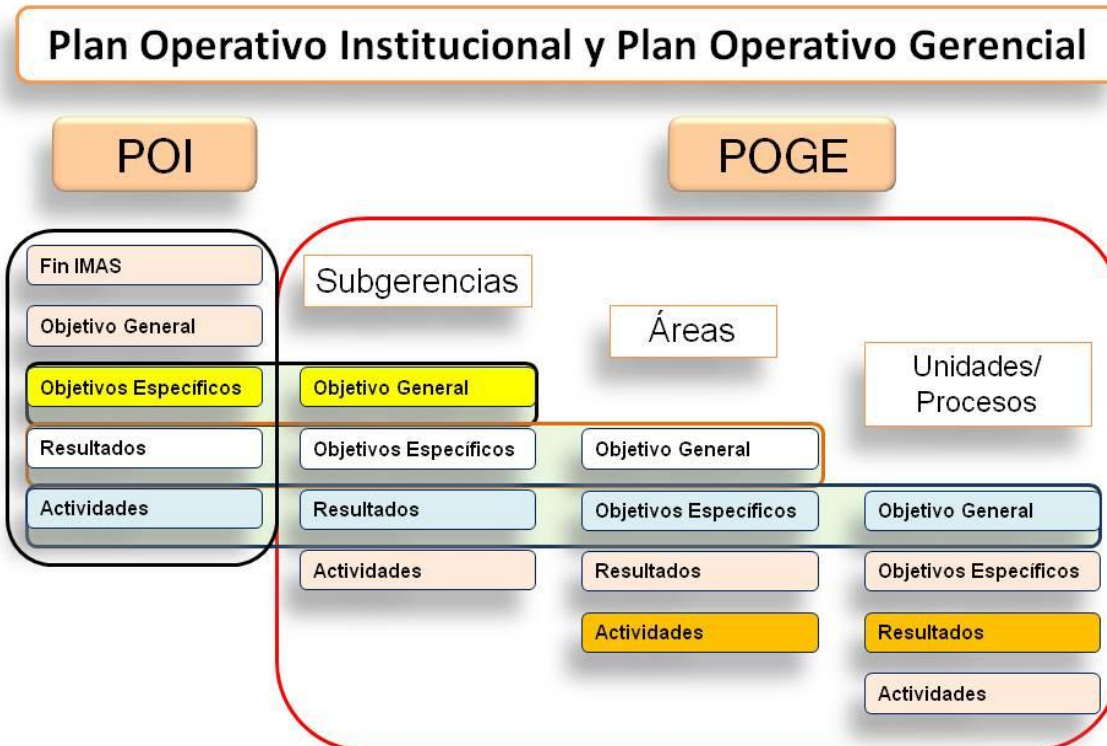 Plan Operativo Institucional y Plan Operativo Gerencial
POI
POGE
Fin IMAS
Objetivo General
Objetivos Específicos
Resultados
Actividades
Subgerencias
Objetivo General
Objetivos Específicos
Resultados
Actividades
Áreas
Objetivo General
Objetivos Específicos
Resultados
Actividades
Unidades/
Procesos
Objetivo General
Objetivos Específicos
Resultados
Actividades